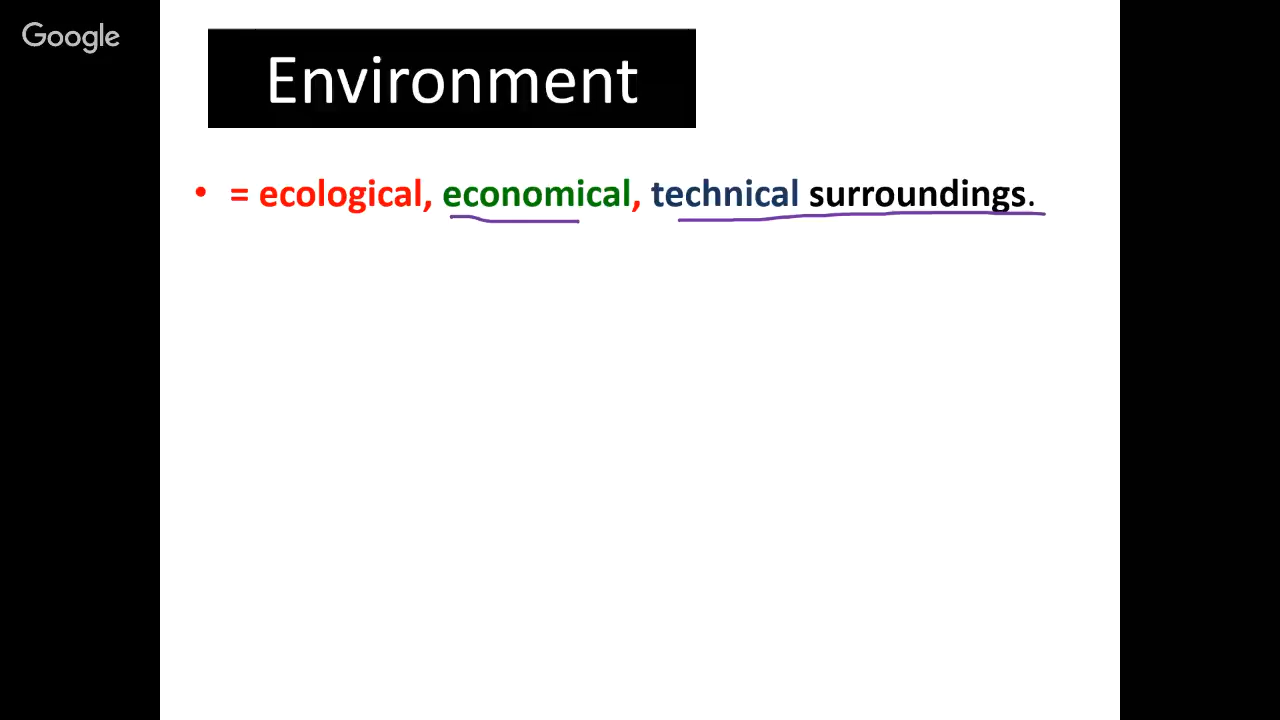 Google
Environment
• = ecological, economical, technical surroundings.